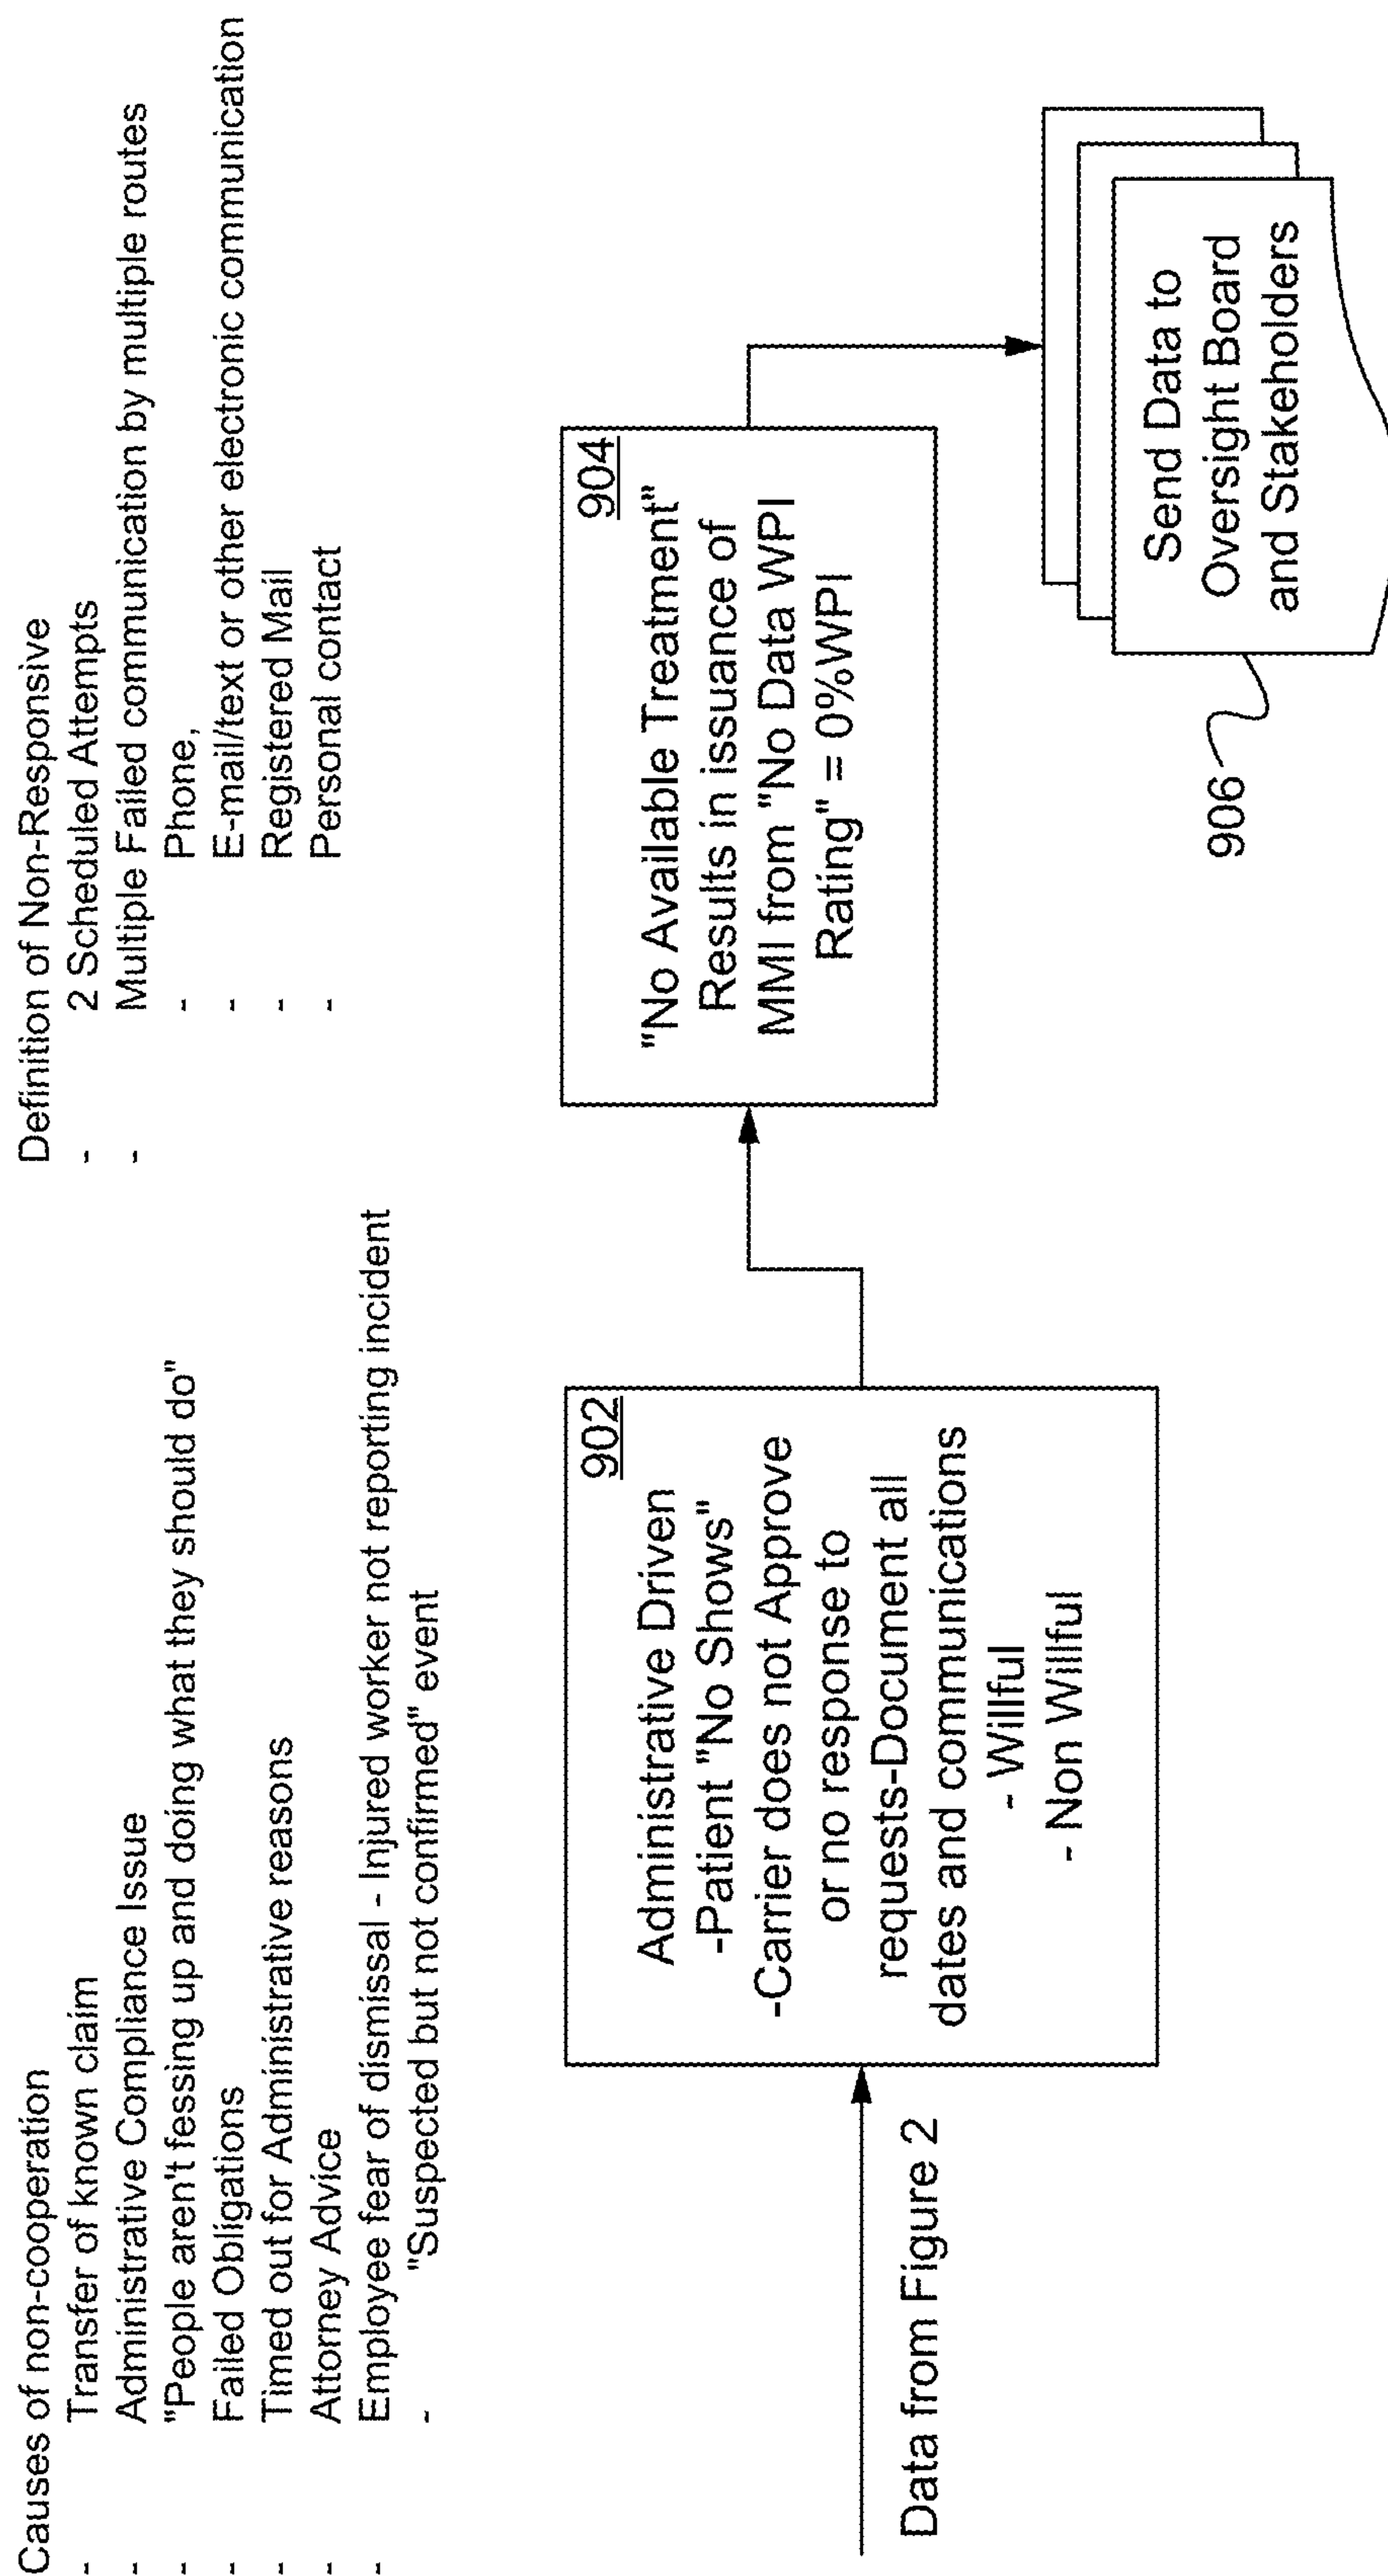 Causes of non-cooperation
- Transfer of known claim
- Administrative Compliance Issue
- "People aren't fessing up and doing what they should do"
- Failed Obligations
- Timed out for Administrative reasons
- Attorney Advice
- Employee fear of dismissal - Injured worker not reporting incident
- "Suspected but not confirmed" event
Definition of Non-Responsive
- 2 Scheduled Attempts
- Multiple Failed communication by multiple routes
- Phone,
- E-mail/text or other electronic communication
- Registered Mail
- Personal contact
Data from Figure 2
902
Administrative Driven
-Patient "No Shows"
-Carrier does not Approve
or no response to
requests-Document all
dates and communications
- Willful
- Non Willful
904
"No Available Treatment"
Results in issuance of
MMI from "No Data WPI
Rating" = 0%WPI
Send Data to
Oversight Board
and Stakeholders
906